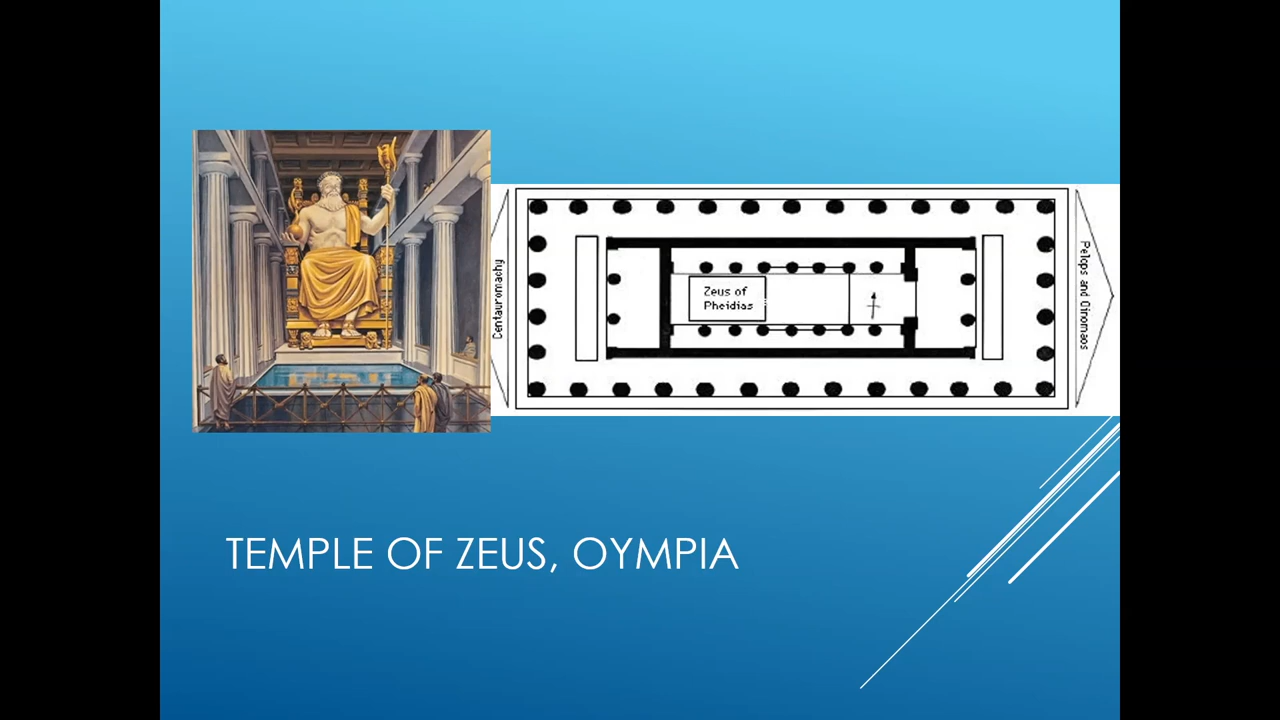 Centauromachy
Zeus of
Pheidias
Pelops and Oinomaos
TEMPLE OF ZEUS, OYMPIA